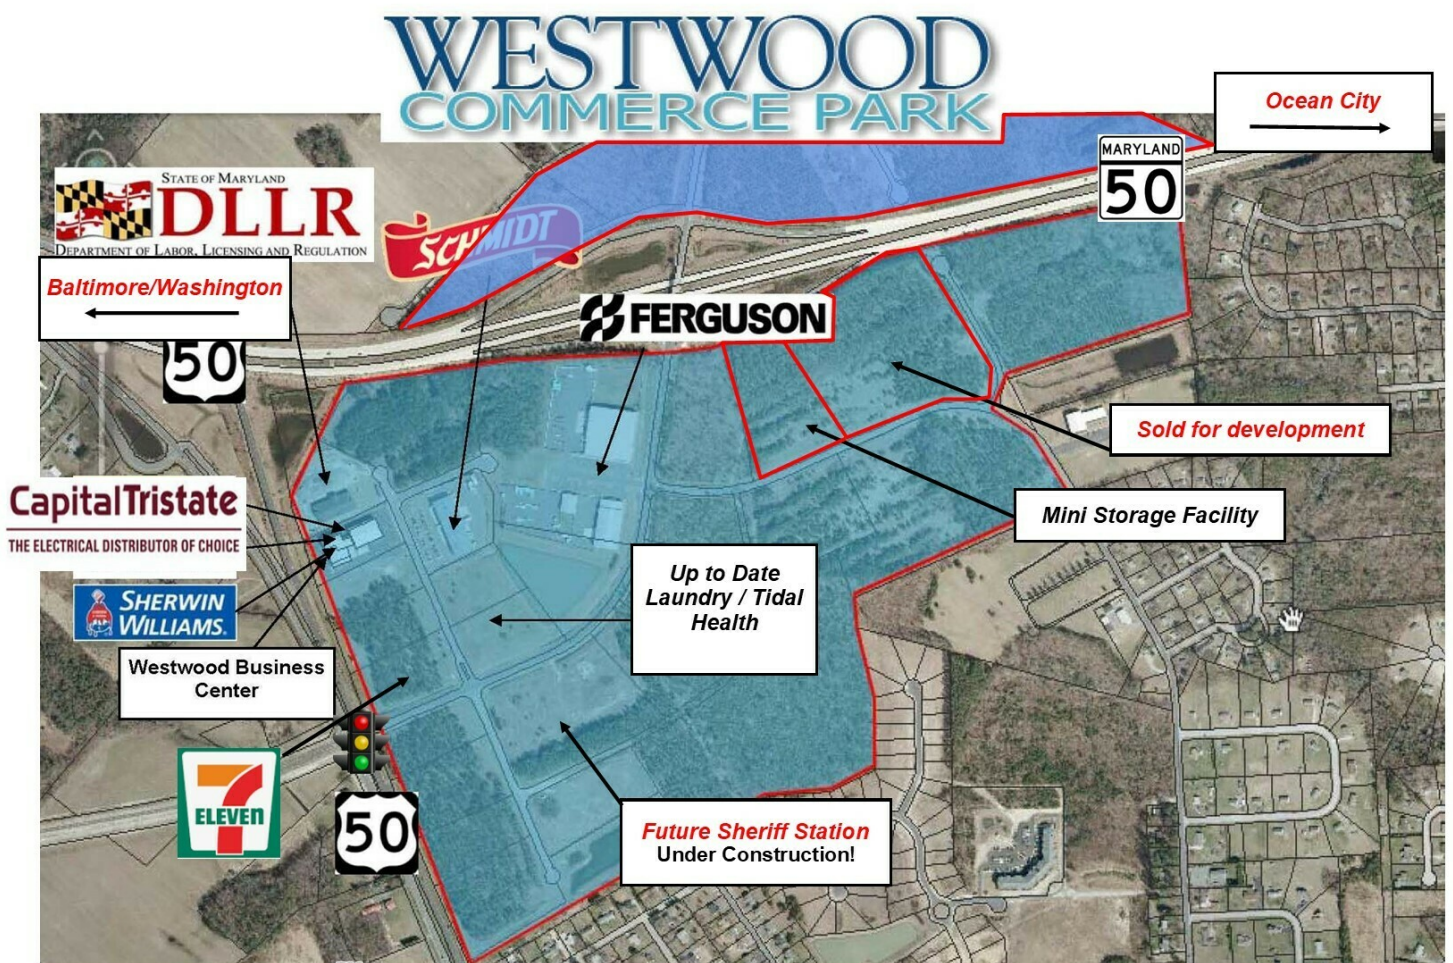 WESTWOOD
COMMERCE PARK
Ocean City
MARYLAND
50
STATE OF MARYLAND
DLLR
DEPARTMENT OF LABOR, LICENSING AND REGULATION
SCHMIDT
Baltimore/Washington
50
FERGUSON
Sold for development
CapitalTristate
THE ELECTRICAL DISTRIBUTOR OF CHOICE
Mini Storage Facility
Up to Date
Laundry / Tidal
Health
SHERWIN
WILLIAMS.
Westwood Business
Center
7
ELEVEN
50
Future Sheriff Station
Under Construction!